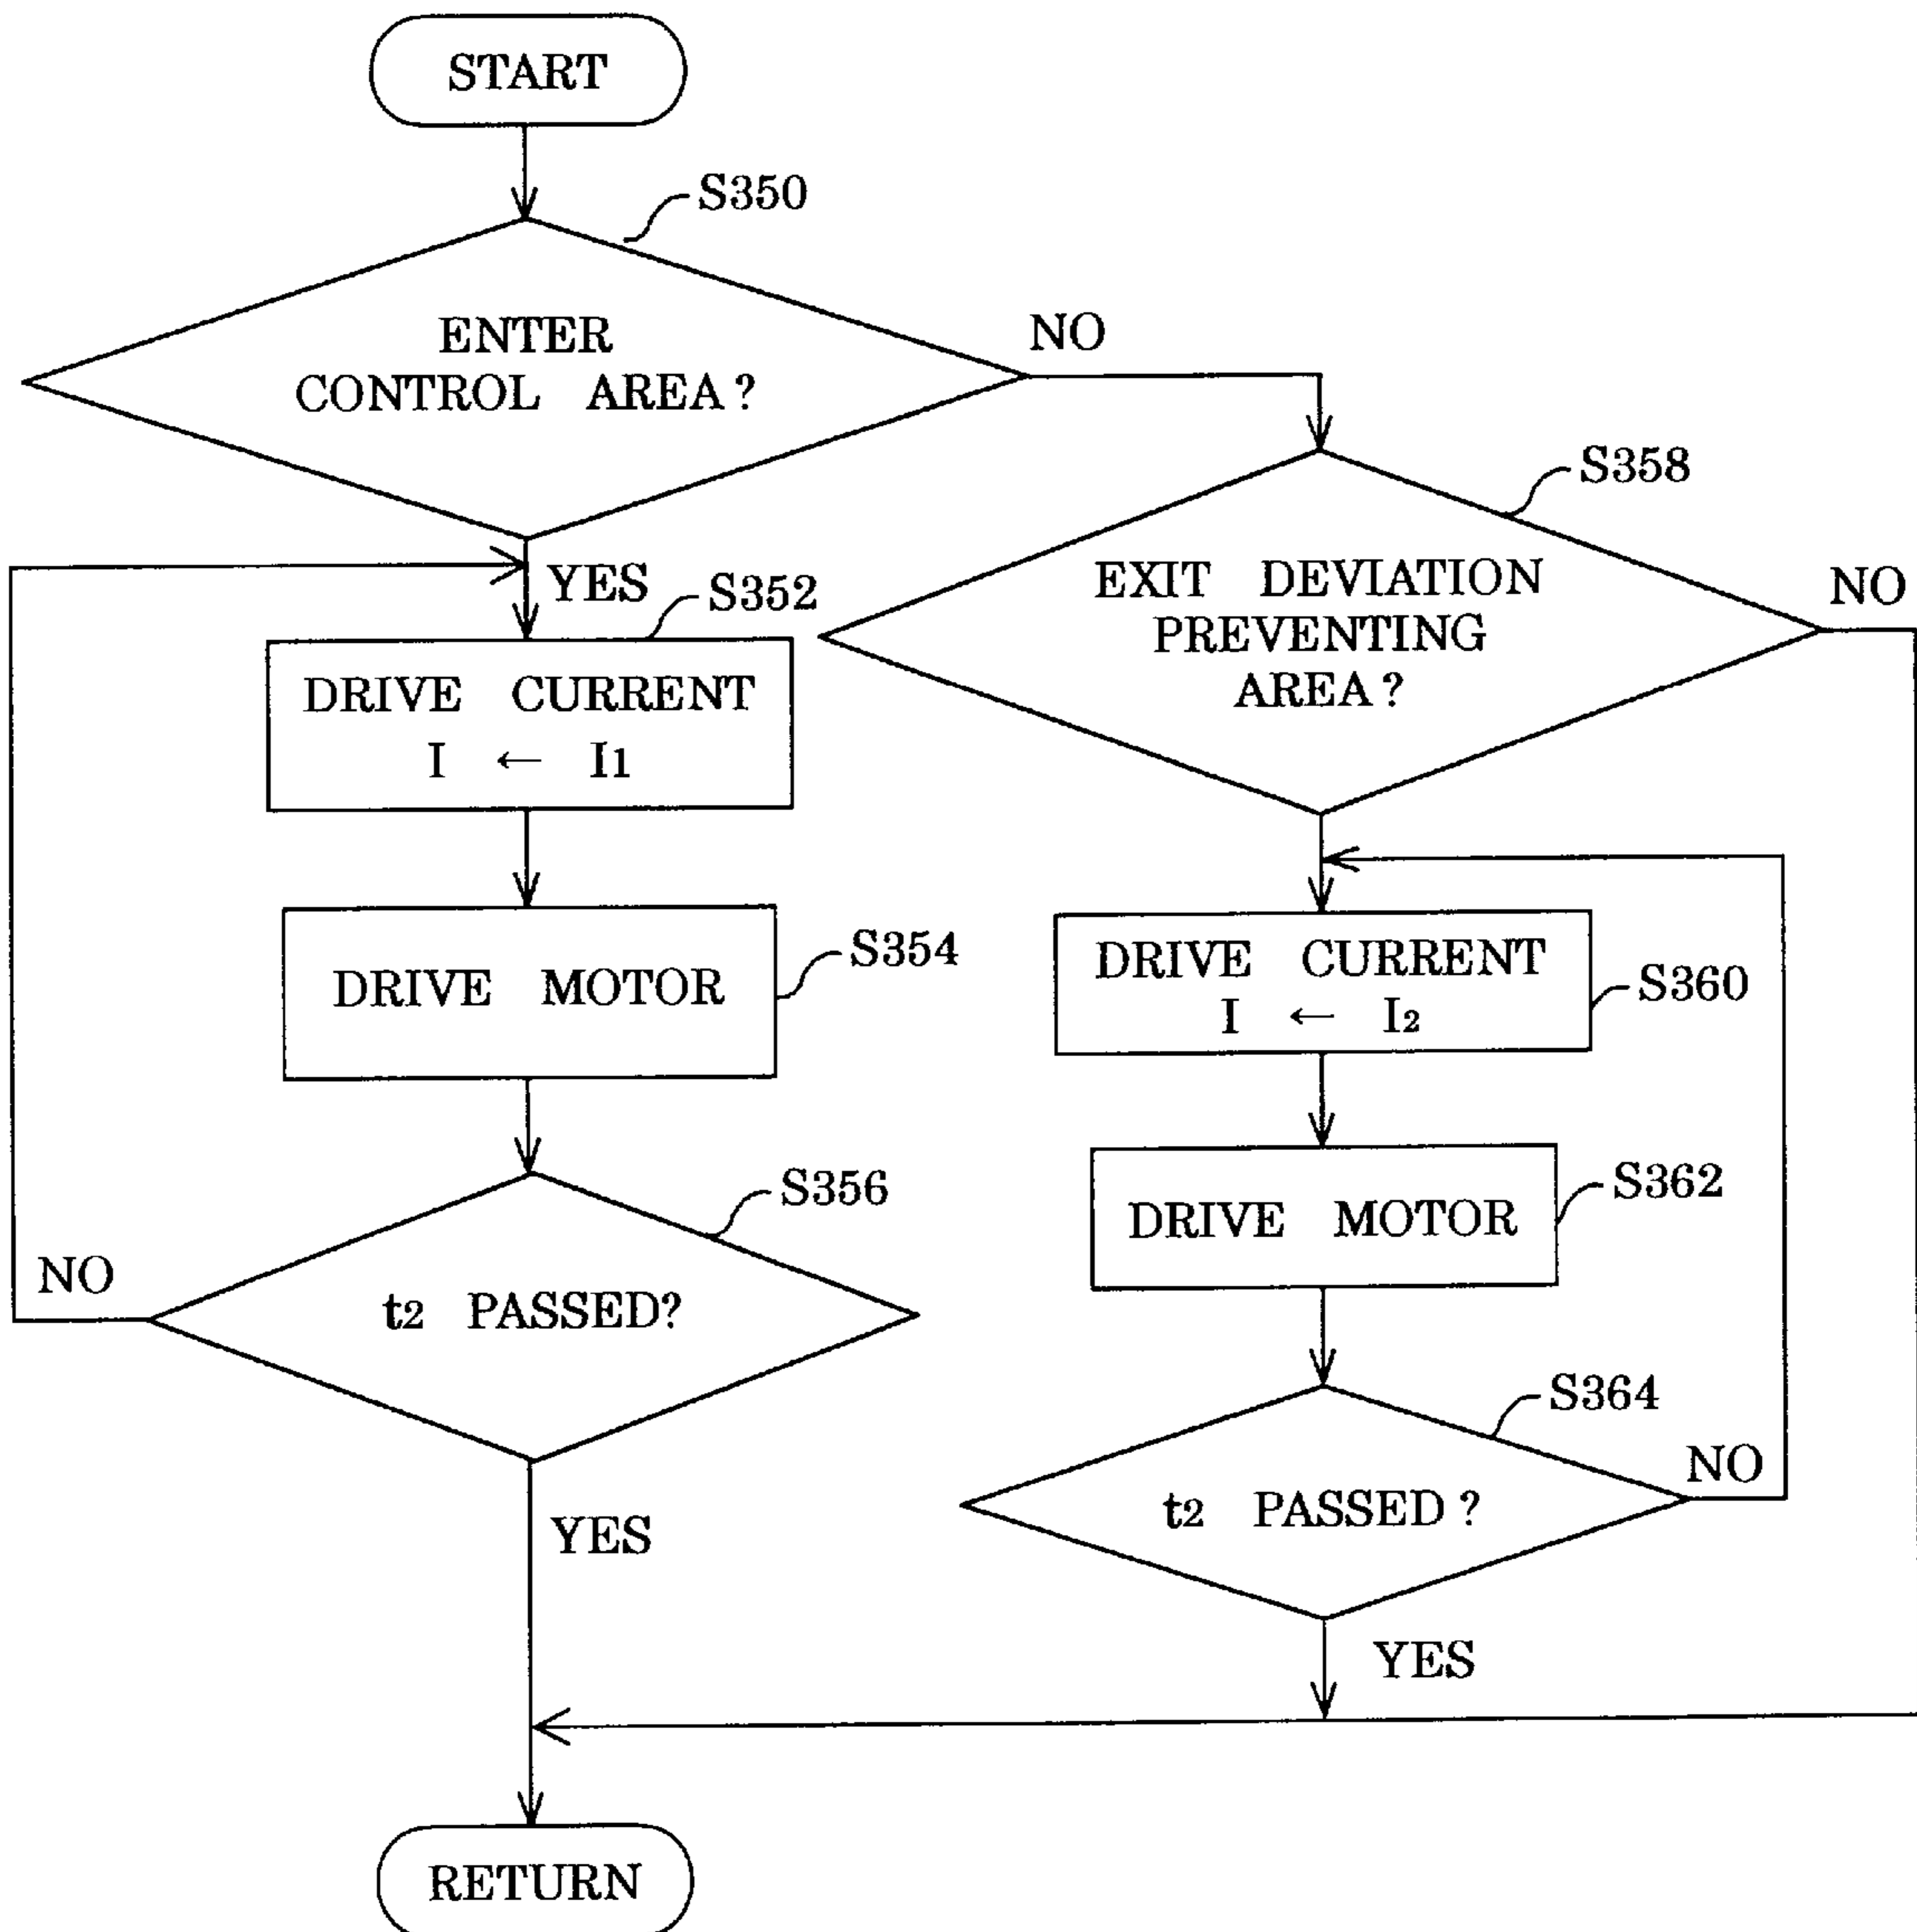 START
S350
ENTER
CONTROL AREA?
NO
YES
S352
DRIVE CURRENT
I ← I1
DRIVE MOTOR
S354
S356
t2 PASSED?
NO
YES
S358
EXIT DEVIATION
PREVENTING
AREA?
NO
DRIVE CURRENT
I ← I2
S360
DRIVE MOTOR
S362
S364
t2 PASSED?
NO
YES
RETURN